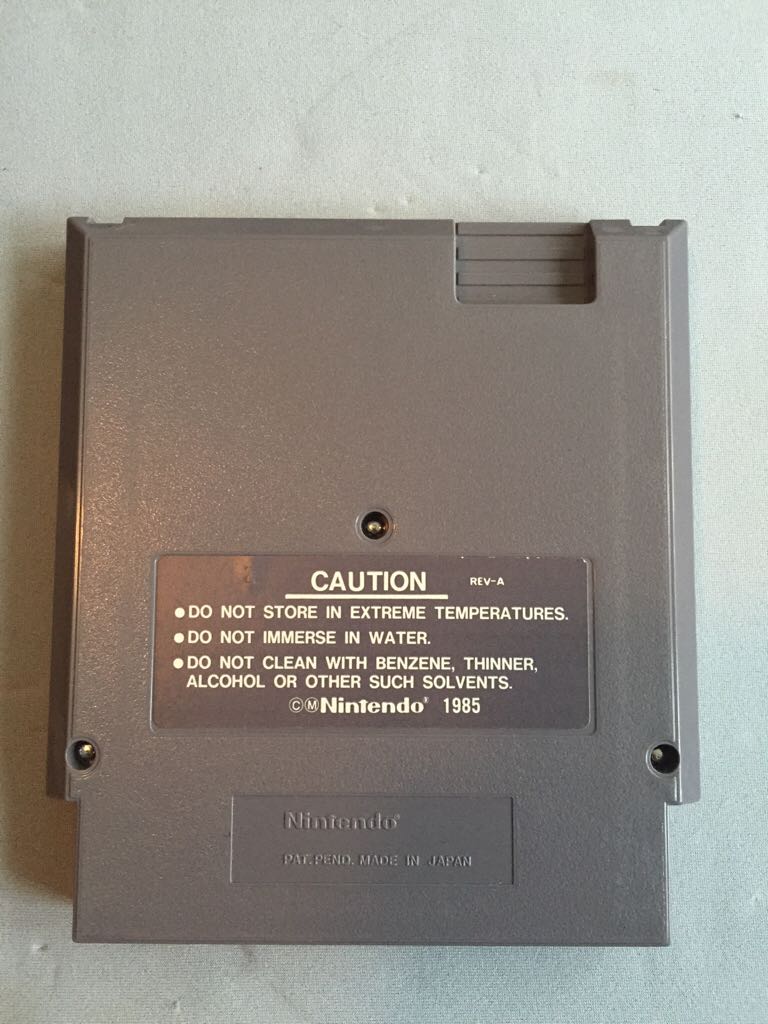 CAUTION REV-A
●DO NOT STORE IN EXTREME TEMPERATURES.
●DO NOT IMMERSE IN WATER.
●DO NOT CLEAN WITH BENZENE, THINNER,
ALCOHOL OR OTHER SUCH SOLVENTS.
ⒸⓂNintendo® 1985
Nintendo®
PAT. PEND. MADE IN JAPAN